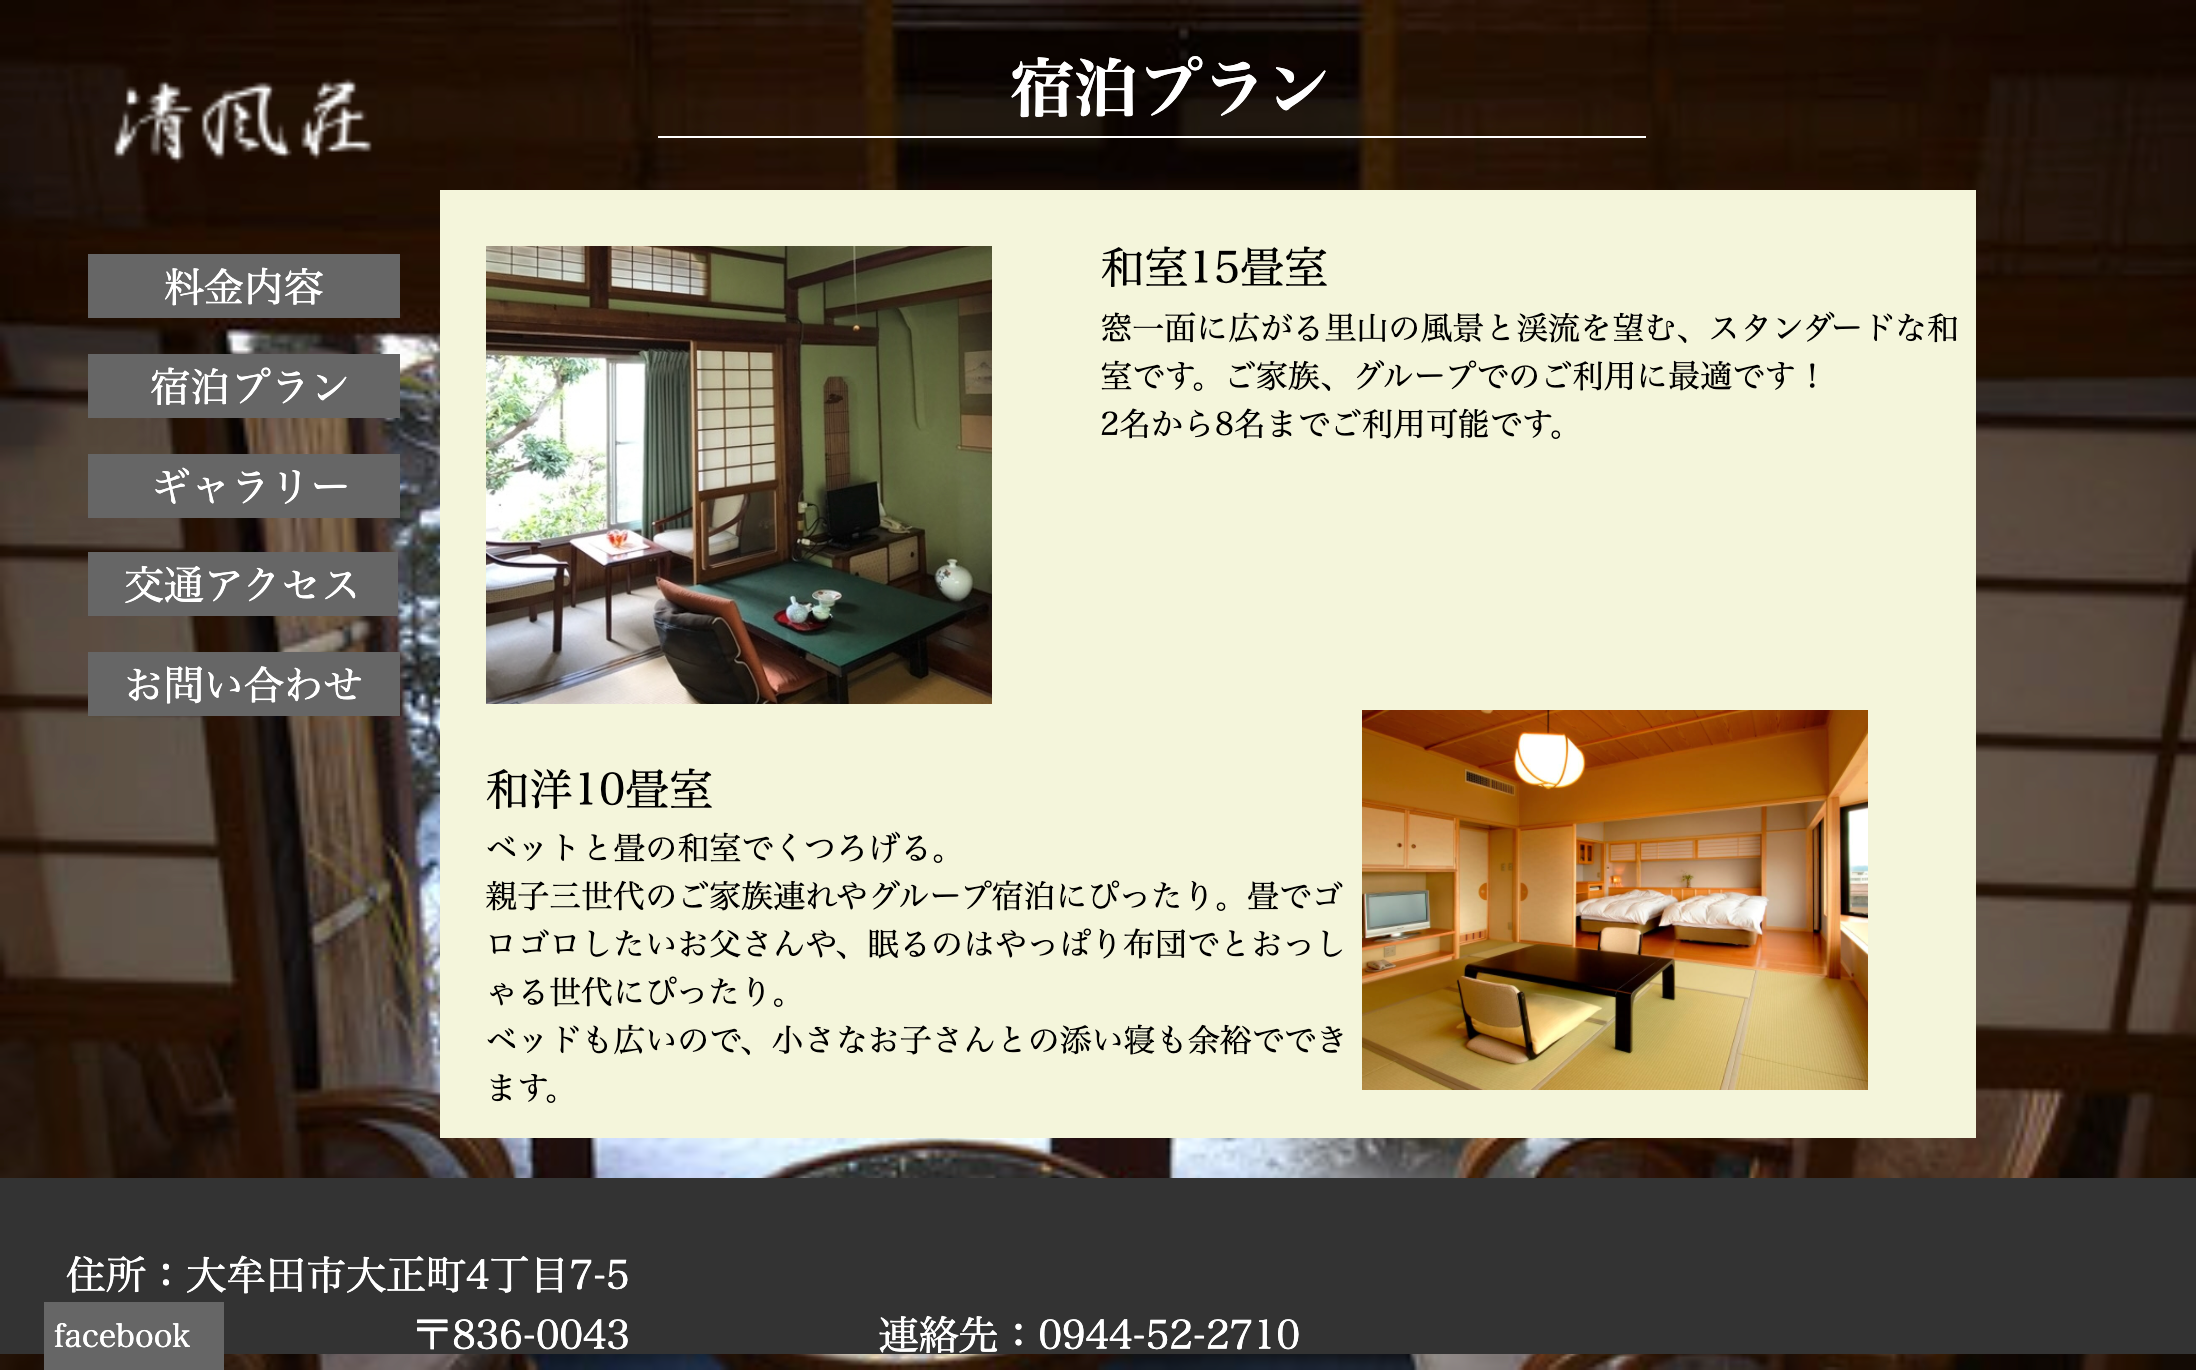 清風荘
宿泊プラン
料金内容
宿泊プラン
ギャラリー
交通アクセス
お問い合わせ
和室15畳室
窓一面に広がる里山の風景と渓流を望む、スタンダードな和
室です。ご家族、グループでのご利用に最適です！
2名から8名までご利用可能です。
和洋10畳室
ベットと畳の和室でくつろげる。
親子三世代のご家族連れやグループ宿泊にぴったり。畳でゴ
ロゴロしたいお父さんや、眠るのはやっぱり布団でとおっし
ゃる世代にぴったり。
ベッドも広いので、小さなお子さんとの添い寝も余裕ででき
ます。
住所：大牟田市大正町4丁目7-5
〒836-0043
連絡先：0944-52-2710
facebook